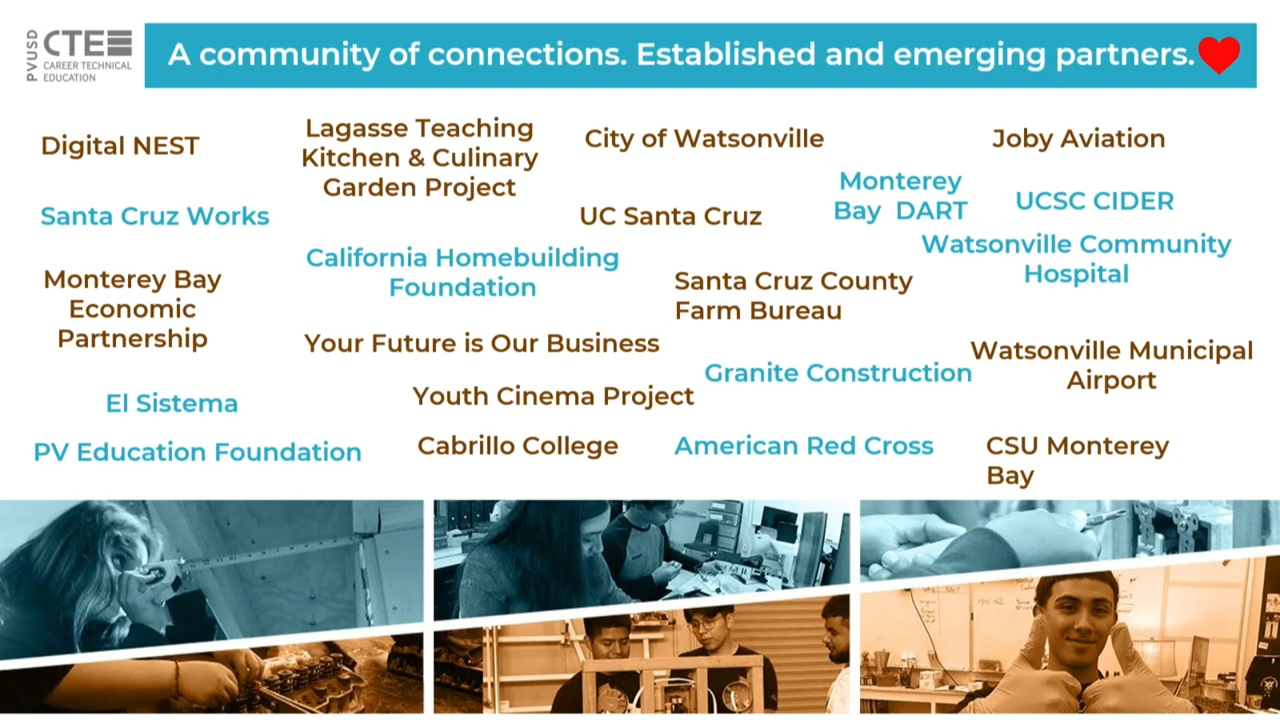 PVUSD
CTE
CAREER TECHNICAL
EDUCATION
A community of connections. Established and emerging partners.
Digital NEST
Lagasse Teaching
Kitchen & Culinary
Garden Project
City of Watsonville
Joby Aviation
Santa Cruz Works
UC Santa Cruz
Monterey
Bay DART
UCSC CIDER
California Homebuilding
Foundation
Watsonville Community
Hospital
Monterey Bay
Economic
Partnership
Santa Cruz County
Farm Bureau
Your Future is Our Business
Watsonville Municipal
Airport
Granite Construction
El Sistema
Youth Cinema Project
PV Education Foundation
Cabrillo College
American Red Cross
CSU Monterey
Bay